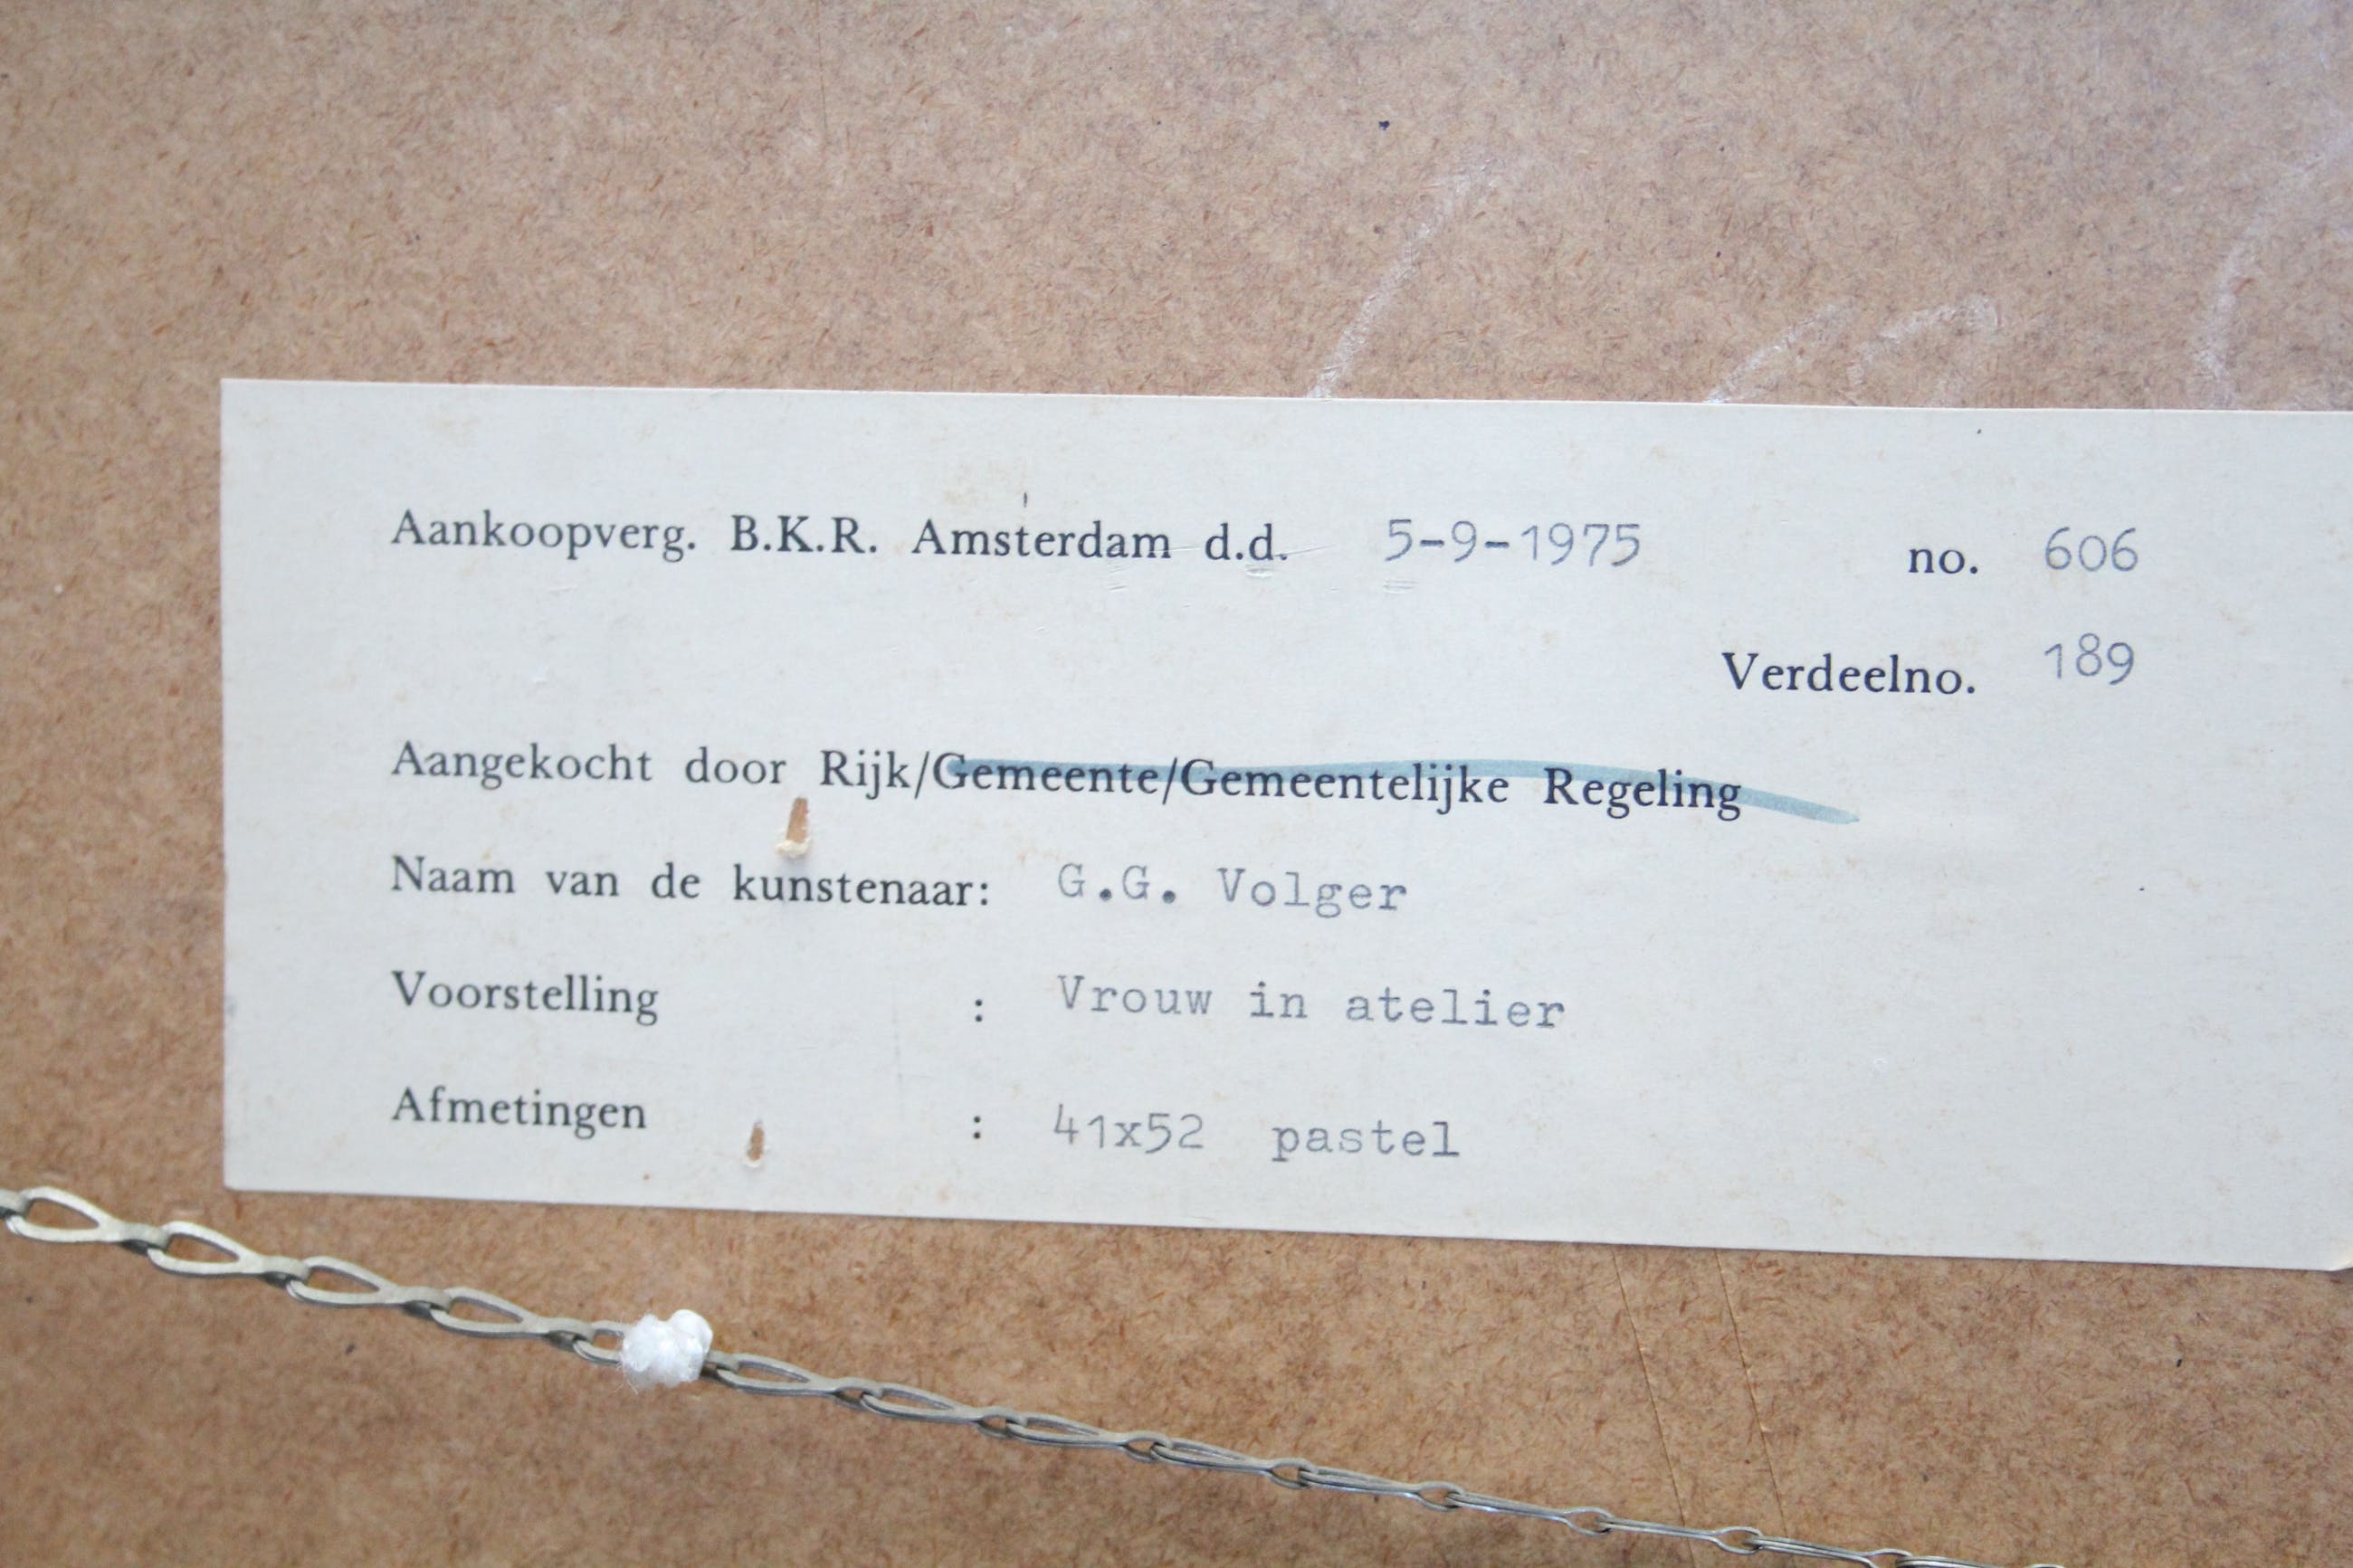 Aankoopverg. B.K.R. Amsterdam d.d. 5-9-1975 no. 606
Verdeelno. 189
Aangekocht door Rijk/Gemeente/Gemeentelijke Regeling
Naam van de kunstenaar: G.G. Volger
Voorstelling : Vrouw in atelier
Afmetingen : 41x52 pastel